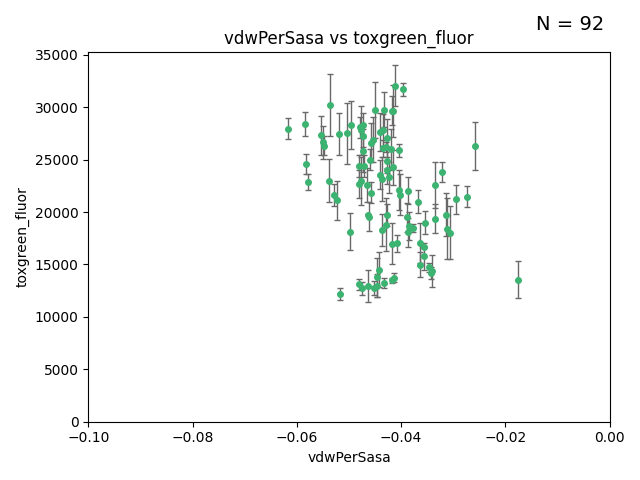 N = 92
vdwPerSasa vs toxgreen_fluor
35000
30000
25000
20000
15000
10000
5000
0
toxgreen_fluor
−0.10 −0.08 −0.06 −0.04 −0.02 0.00
vdwPerSasa